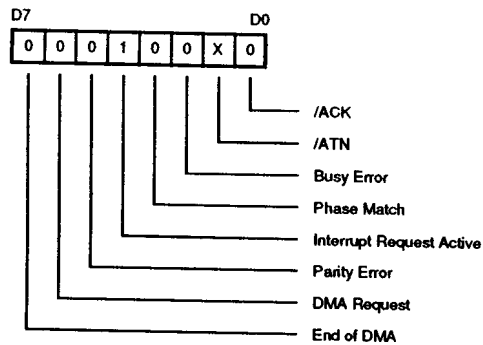 D7 D0
0 0 0 1 0 0 X 0
/ACK
/ATN
Busy Error
Phase Match
Interrupt Request Active
Parity Error
DMA Request
End of DMA